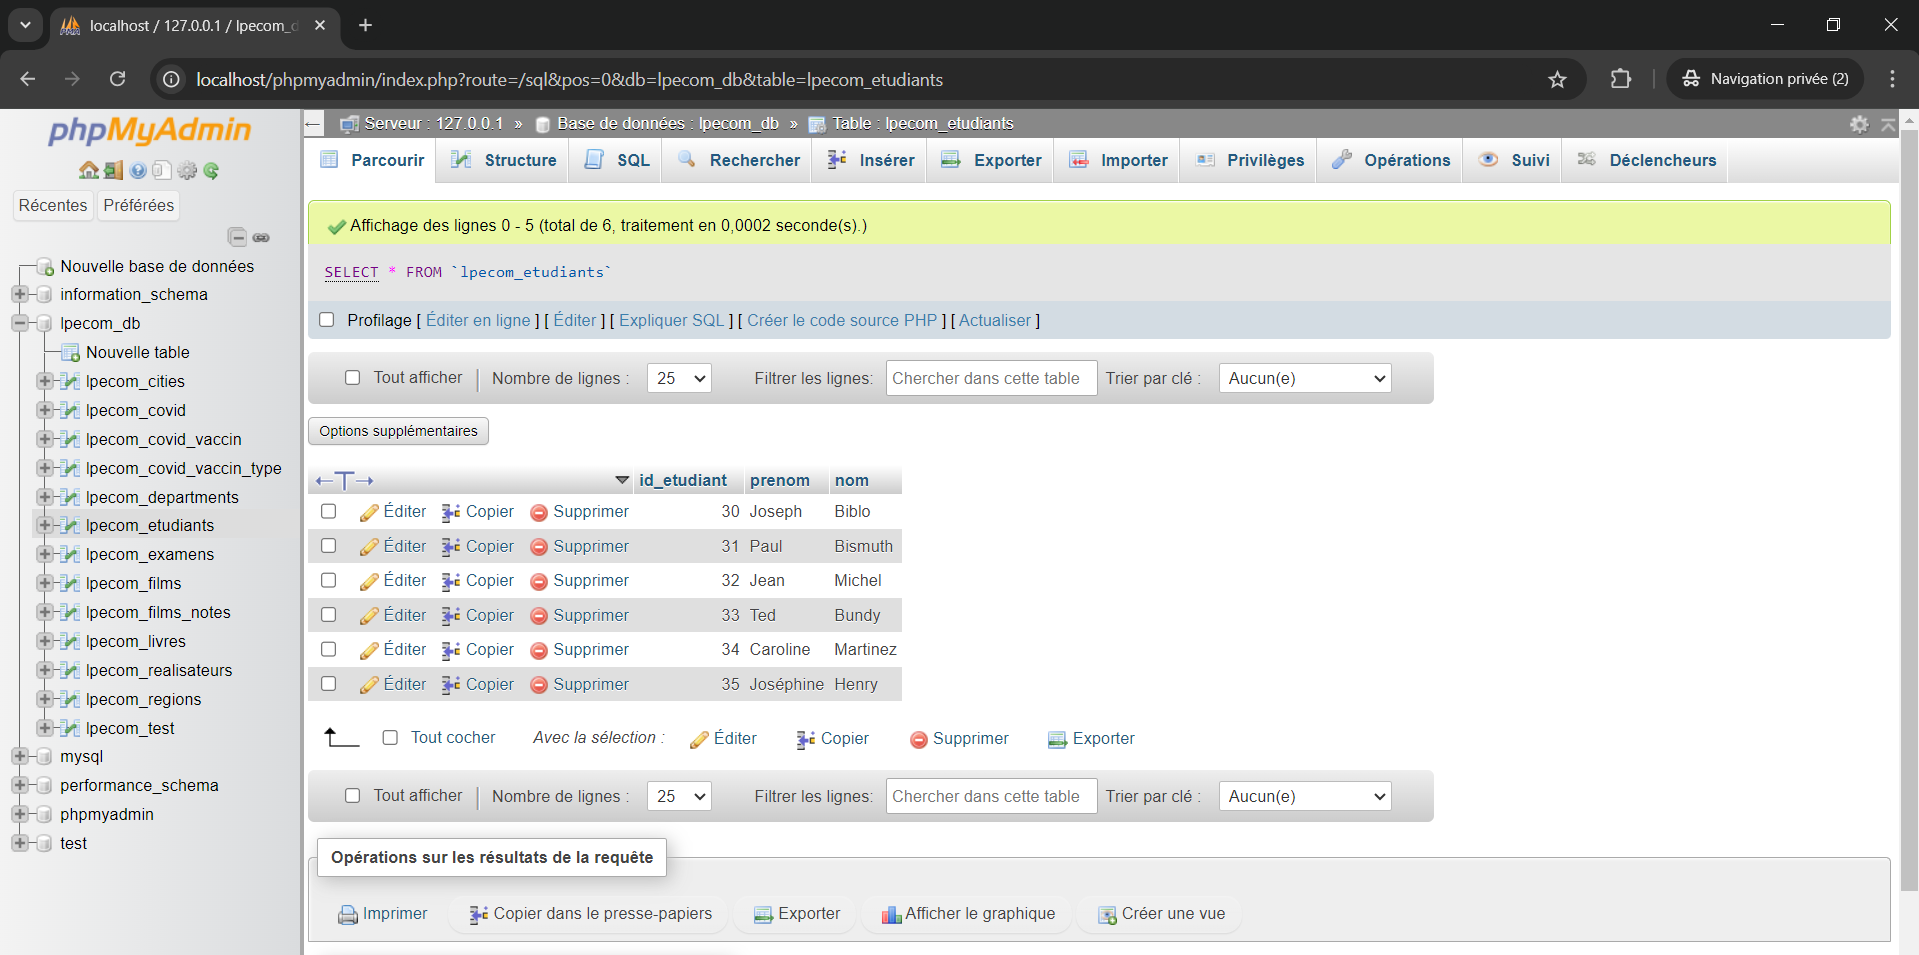 localhost / 127.0.0.1 / lpecom_d
localhost/phpmyadmin/index.php?route=/sql&pos=0&db=lpecom_db&table=lpecom_etudiants
Navigation privée (2)
phpMyAdmin
Récentes
Préférées
Nouvelle base de données
information_schema
lpecom_db
Nouvelle table
lpecom_cities
lpecom_covid
lpecom_covid_vaccin
lpecom_covid_vaccin_type
lpecom_departments
lpecom_etudiants
lpecom_examens
lpecom_films
lpecom_films_notes
lpecom_livres
lpecom_realisateurs
lpecom_regions
lpecom_test
mysql
performance_schema
phpmyadmin
test
Serveur : 127.0.0.1 » Base de données : lpecom_db » Table : lpecom_etudiants
Parcourir Structure SQL Rechercher Insérer Exporter Importer Privilèges Opérations Suivi Déclencheurs
Affichage des lignes 0 - 5 (total de 6, traitement en 0,0002 seconde(s).)
SELECT * FROM `lpecom_etudiants`
Profilage [ Éditer en ligne ] [ Éditer ] [ Expliquer SQL ] [ Créer le code source PHP ] [ Actualiser ]
Tout afficher | Nombre de lignes : 25 Filtrer les lignes: Chercher dans cette table Trier par clé : Aucun(e)
Options supplémentaires
←T→ id_etudiant prenom nom
Éditer Copier Supprimer 30 Joseph Biblo
Éditer Copier Supprimer 31 Paul Bismuth
Éditer Copier Supprimer 32 Jean Michel
Éditer Copier Supprimer 33 Ted Bundy
Éditer Copier Supprimer 34 Caroline Martinez
Éditer Copier Supprimer 35 Joséphine Henry
Tout cocher Avec la sélection : Éditer Copier Supprimer Exporter
Tout afficher | Nombre de lignes : 25 Filtrer les lignes: Chercher dans cette table Trier par clé : Aucun(e)
Opérations sur les résultats de la requête
Imprimer Copier dans le presse-papiers Exporter Afficher le graphique Créer une vue